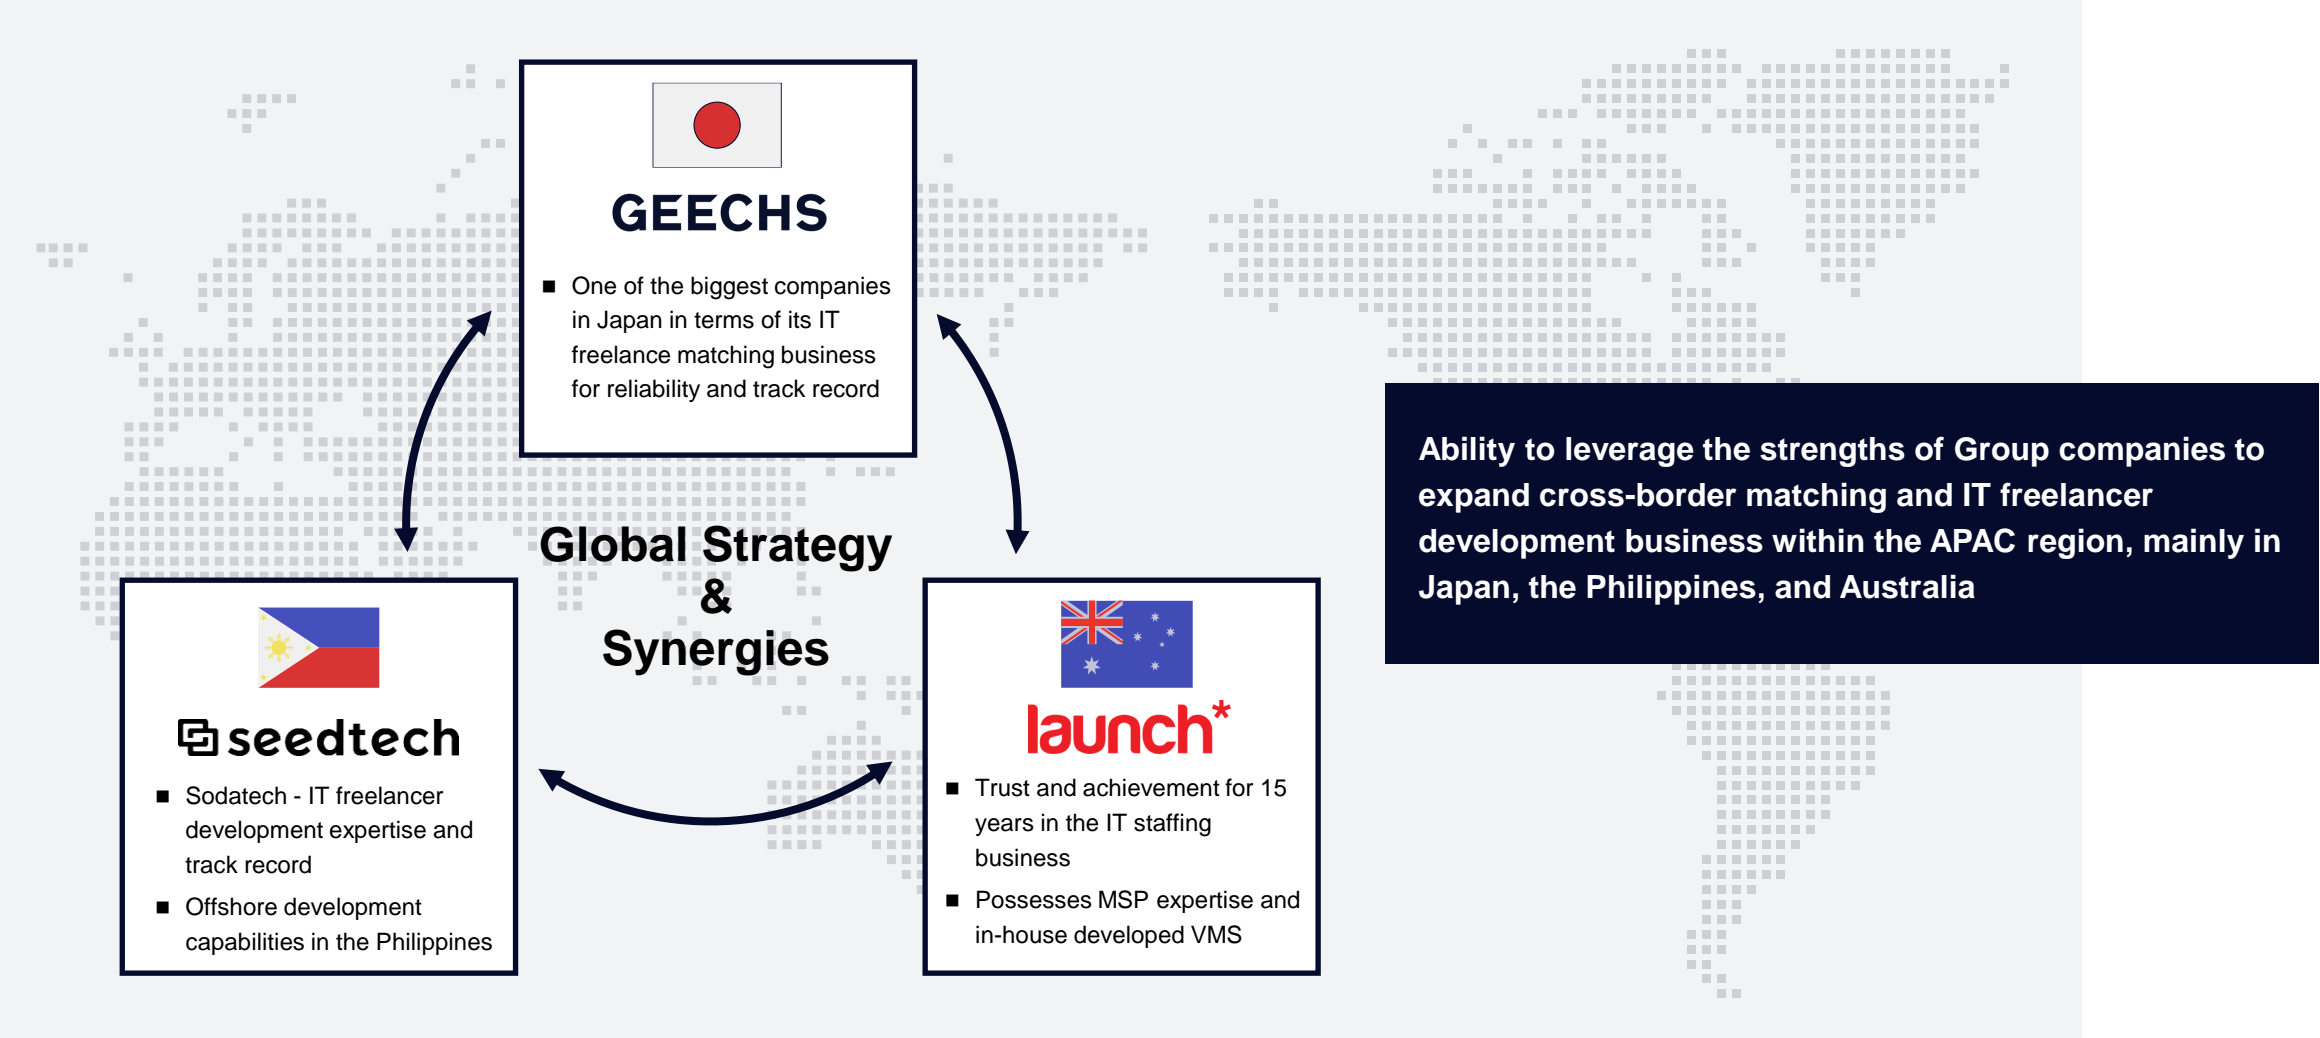 GEECHS
■ One of the biggest companies
in Japan in terms of its IT
freelance matching business
for reliability and track record
Global Strategy
&
Synergies
seedtech
■ Sodatech - IT freelancer
development expertise and
track record
■ Offshore development
capabilities in the Philippines
launch*
■ Trust and achievement for 15
years in the IT staffing
business
■ Possesses MSP expertise and
in-house developed VMS
Ability to leverage the strengths of Group companies to
expand cross-border matching and IT freelancer
development business within the APAC region, mainly in
Japan, the Philippines, and Australia